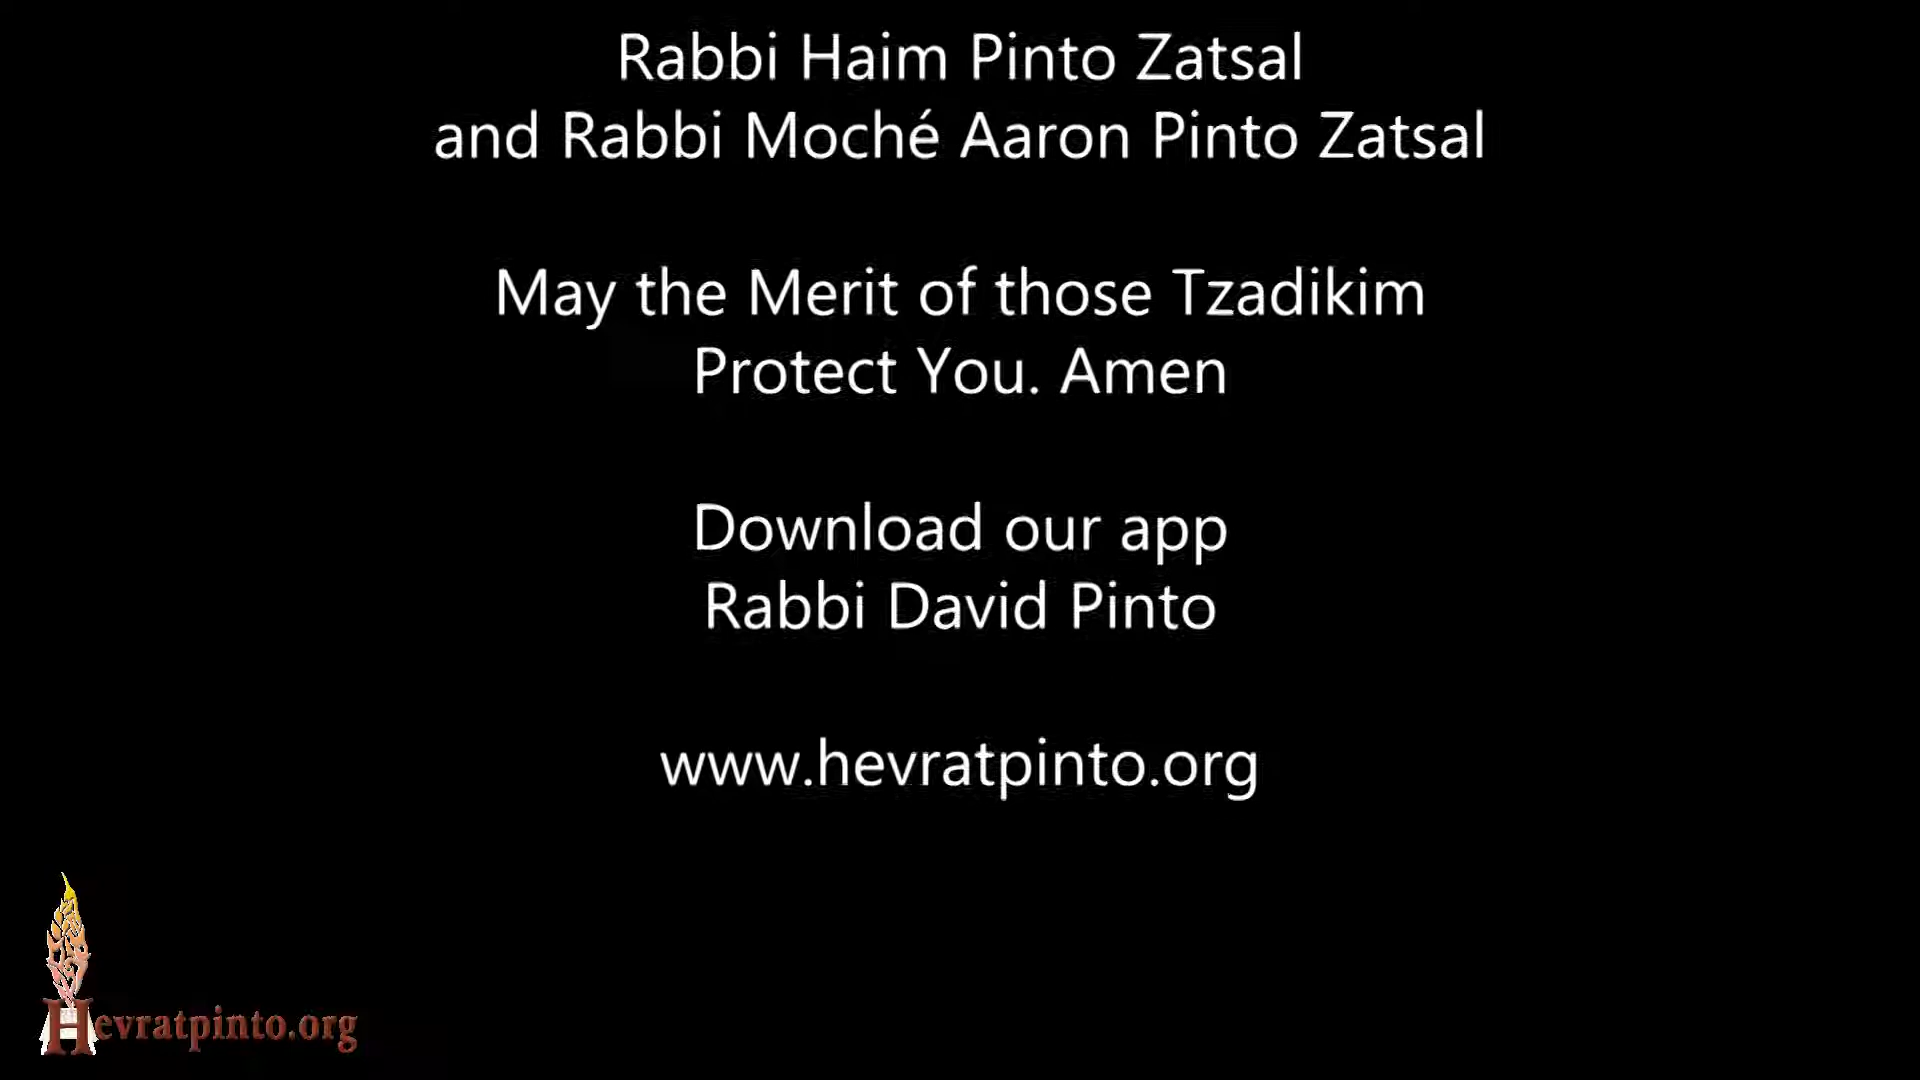 Rabbi Haim Pinto Zatsal
and Rabbi Moché Aaron Pinto Zatsal
May the Merit of those Tzadikim
Protect You. Amen
Download our app
Rabbi David Pinto
www.hevratpinto.org
Hevratpinto.org